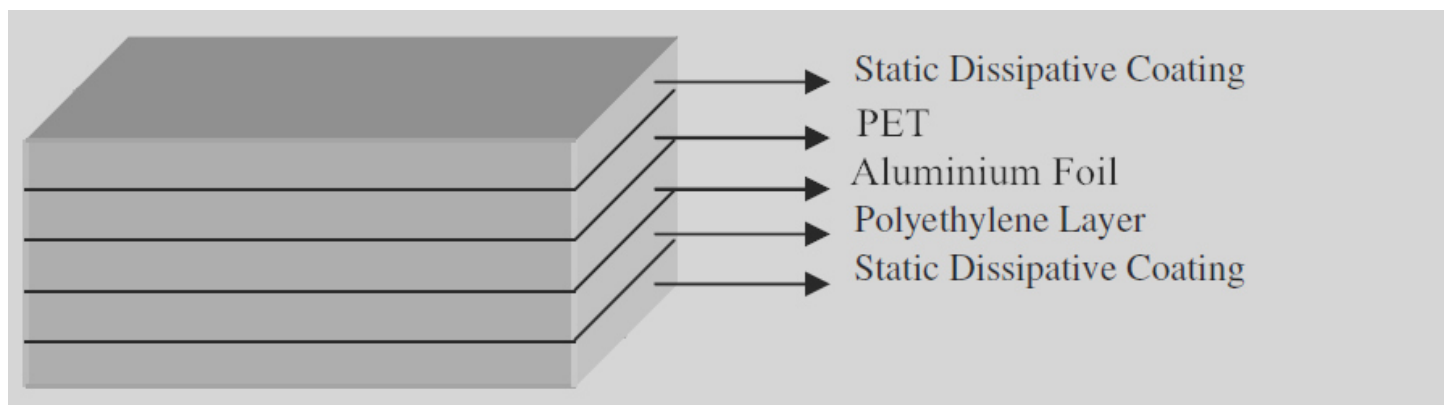 Static Dissipative Coating
PET
Aluminium Foil
Polyethylene Layer
Static Dissipative Coating